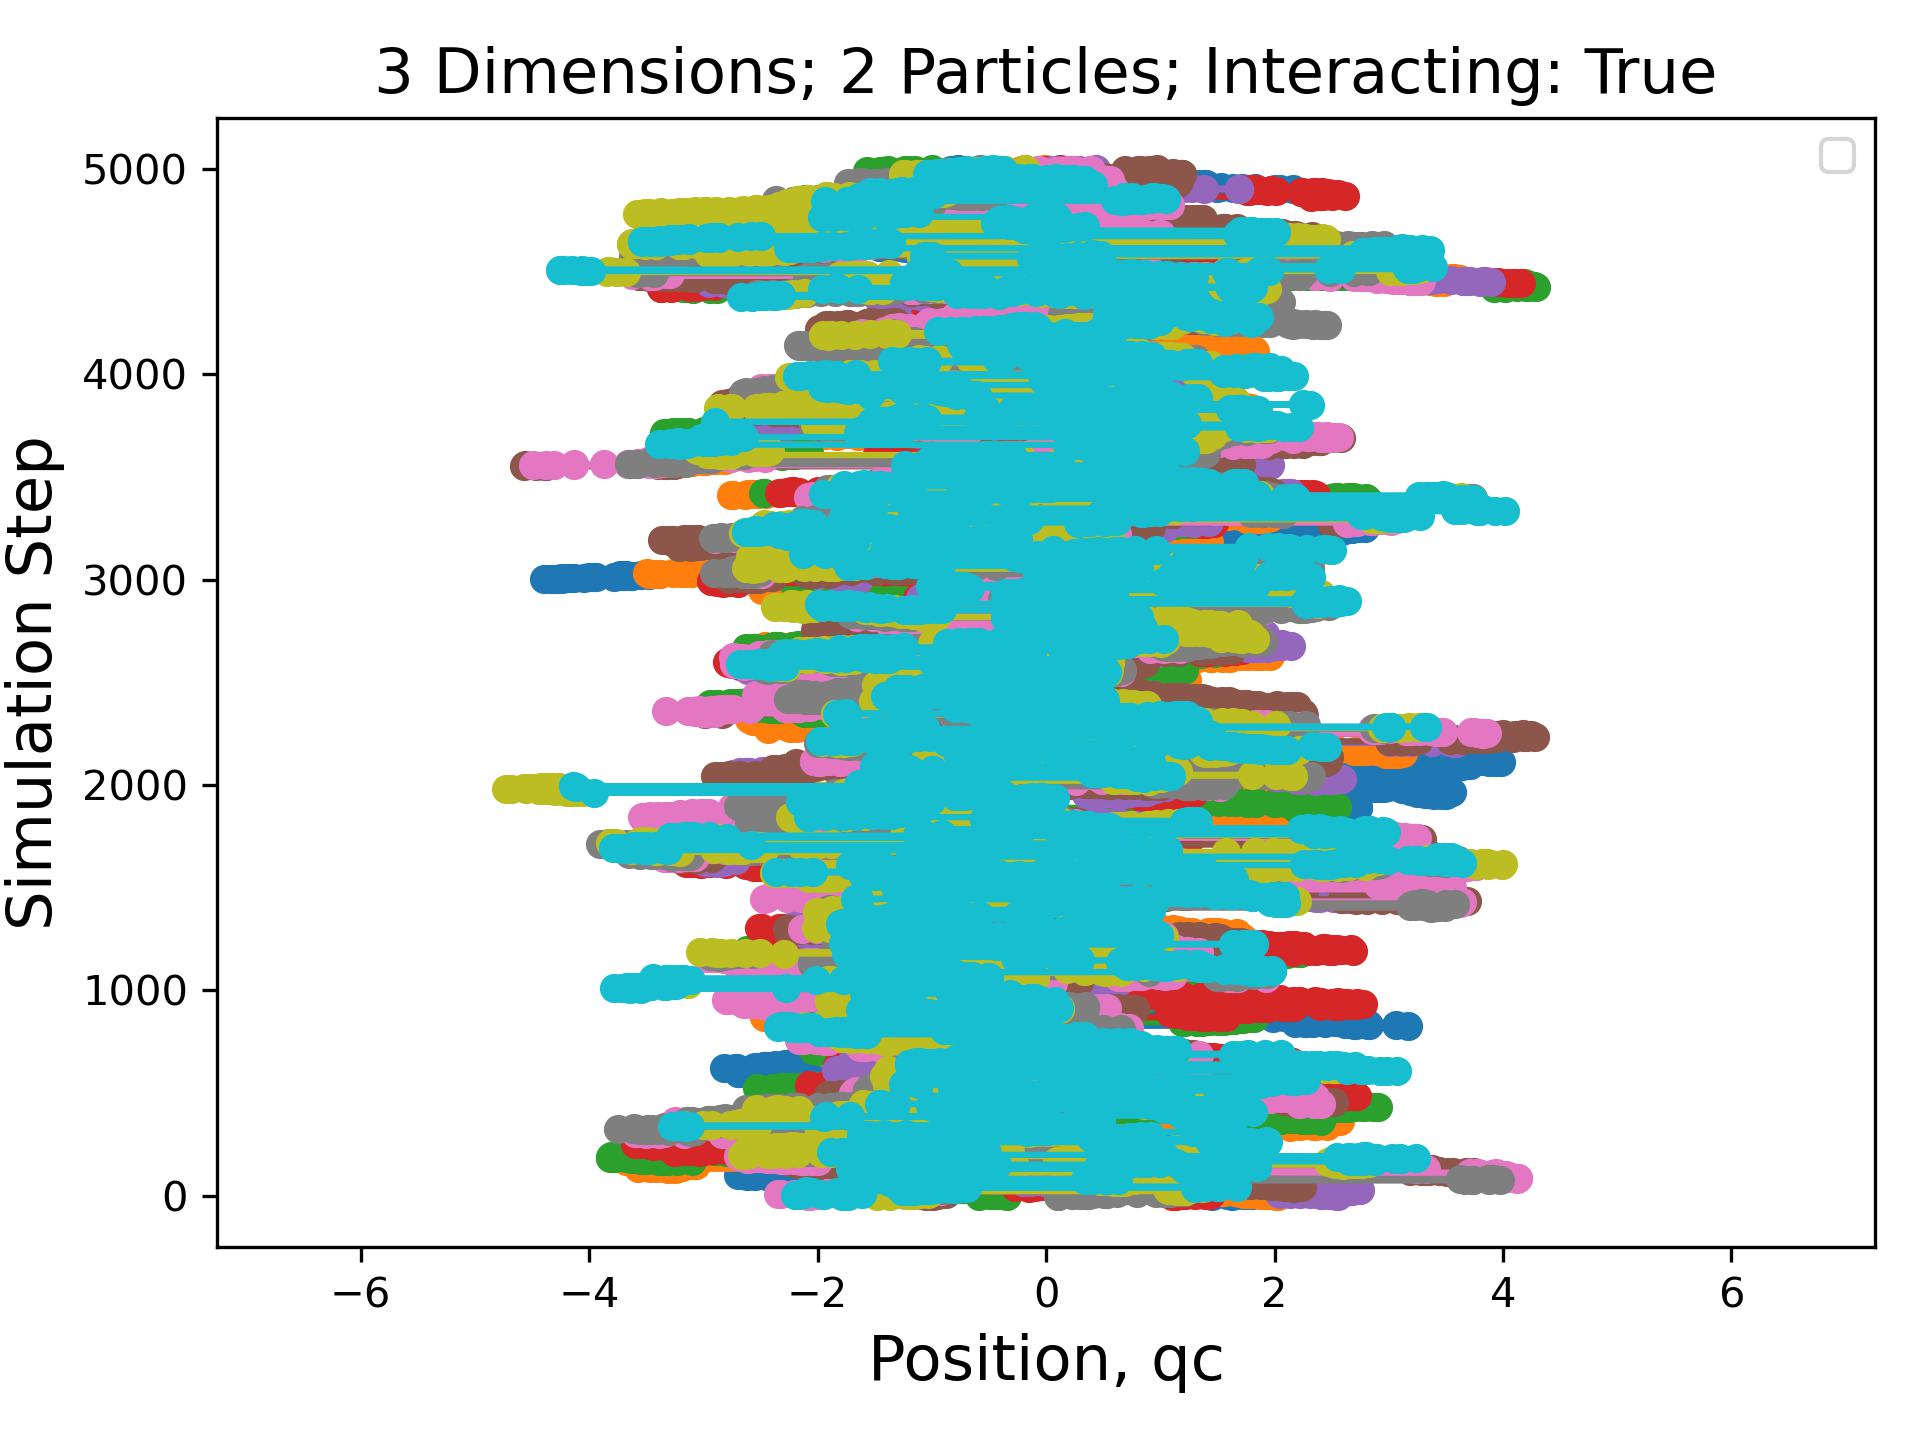 3 Dimensions; 2 Particles; Interacting: True
5000
4000
3000
2000
1000
0
Simulation Step
−6 −4 −2 0 2 4 6
Position, qc